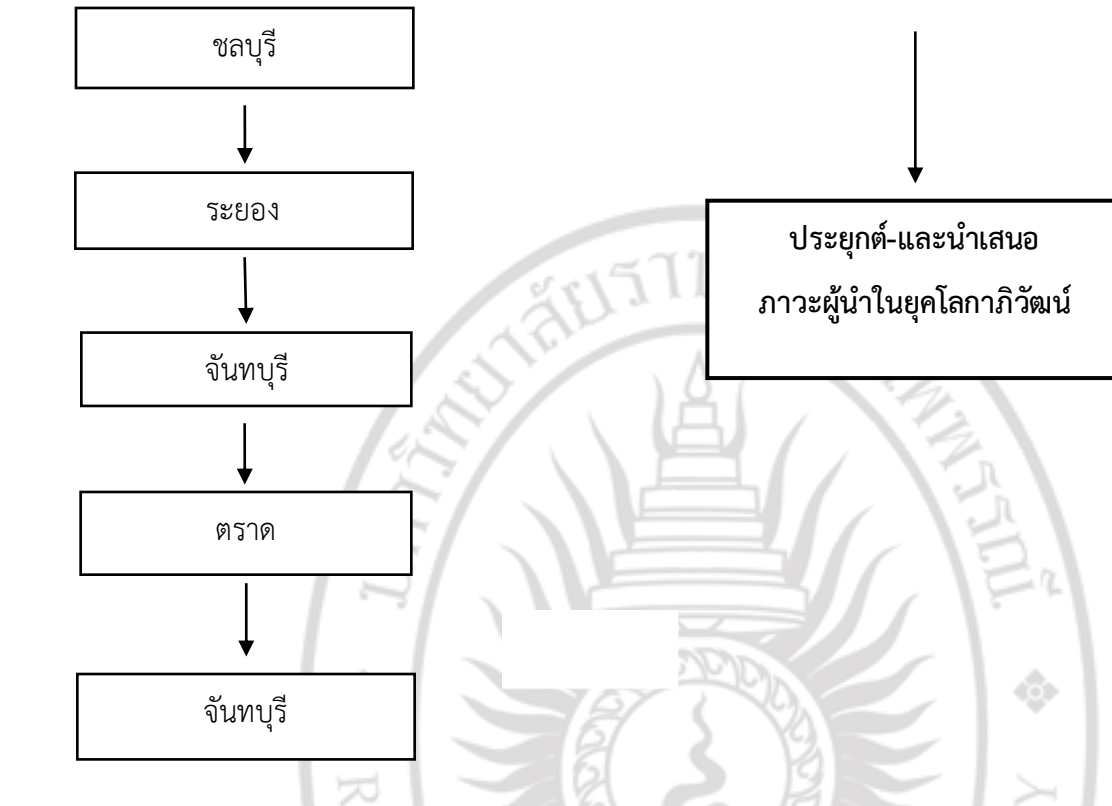 ชลบุรี
ระยอง
จันทบุรี
ตราด
จันทบุรี
ประยุกต์-และนำเสนอ
ภาวะผู้นำในยุคโลกาภิวัฒน์